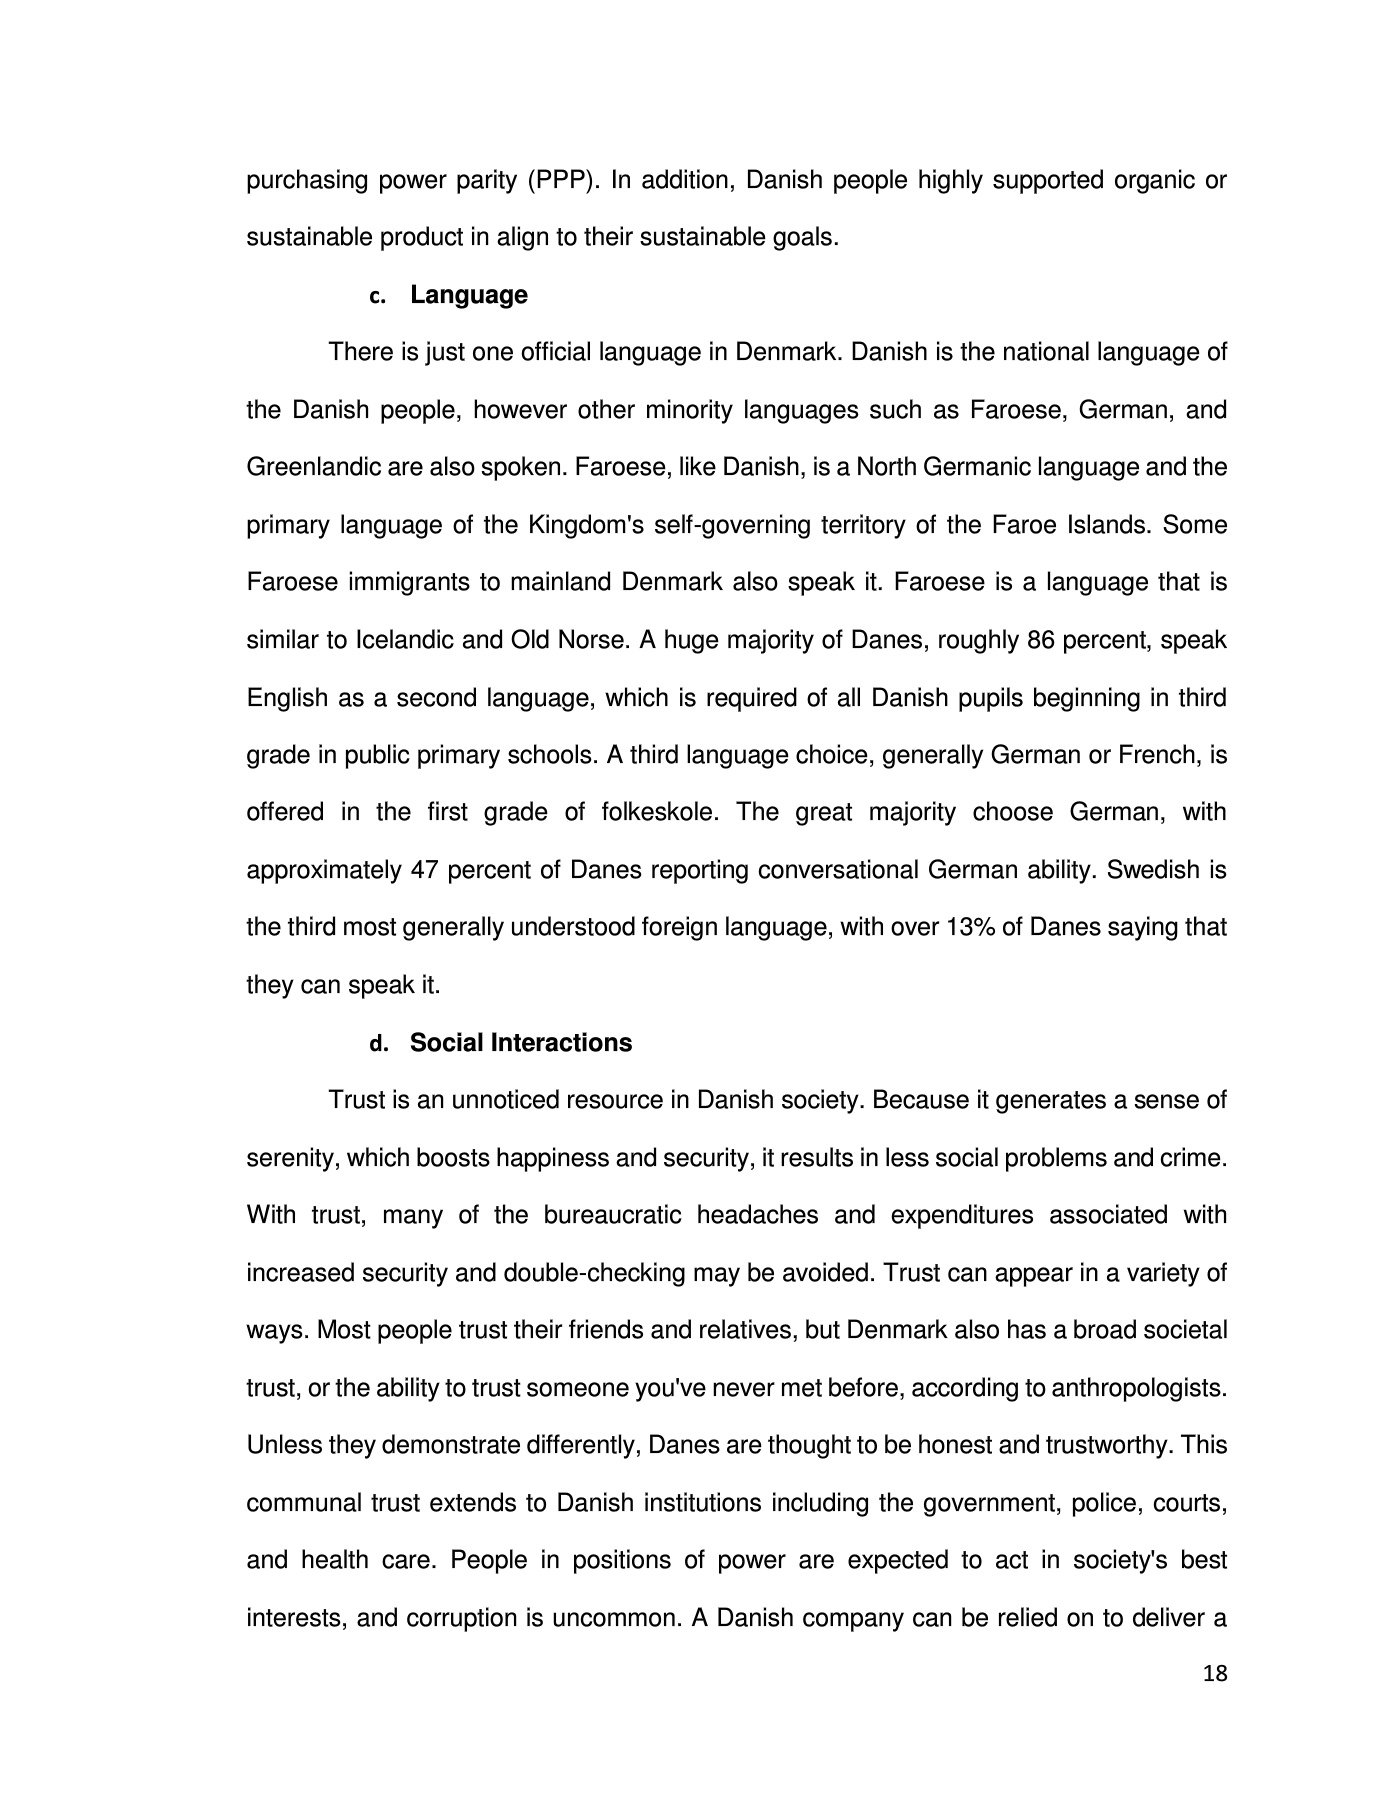 purchasing power parity (PPP). In addition, Danish people highly supported organic or
sustainable product in align to their sustainable goals.
c. Language
There is just one official language in Denmark. Danish is the national language of
the Danish people, however other minority languages such as Faroese, German, and
Greenlandic are also spoken. Faroese, like Danish, is a North Germanic language and the
primary language of the Kingdom's self-governing territory of the Faroe Islands. Some
Faroese immigrants to mainland Denmark also speak it. Faroese is a language that is
similar to Icelandic and Old Norse. A huge majority of Danes, roughly 86 percent, speak
English as a second language, which is required of all Danish pupils beginning in third
grade in public primary schools. A third language choice, generally German or French, is
offered in the first grade of folkeskole. The great majority choose German, with
approximately 47 percent of Danes reporting conversational German ability. Swedish is
the third most generally understood foreign language, with over 13% of Danes saying that
they can speak it.
d. Social Interactions
Trust is an unnoticed resource in Danish society. Because it generates a sense of
serenity, which boosts happiness and security, it results in less social problems and crime.
With trust, many of the bureaucratic headaches and expenditures associated with
increased security and double-checking may be avoided. Trust can appear in a variety of
ways. Most people trust their friends and relatives, but Denmark also has a broad societal
trust, or the ability to trust someone you've never met before, according to anthropologists.
Unless they demonstrate differently, Danes are thought to be honest and trustworthy. This
communal trust extends to Danish institutions including the government, police, courts,
and health care. People in positions of power are expected to act in society's best
interests, and corruption is uncommon. A Danish company can be relied on to deliver a
18